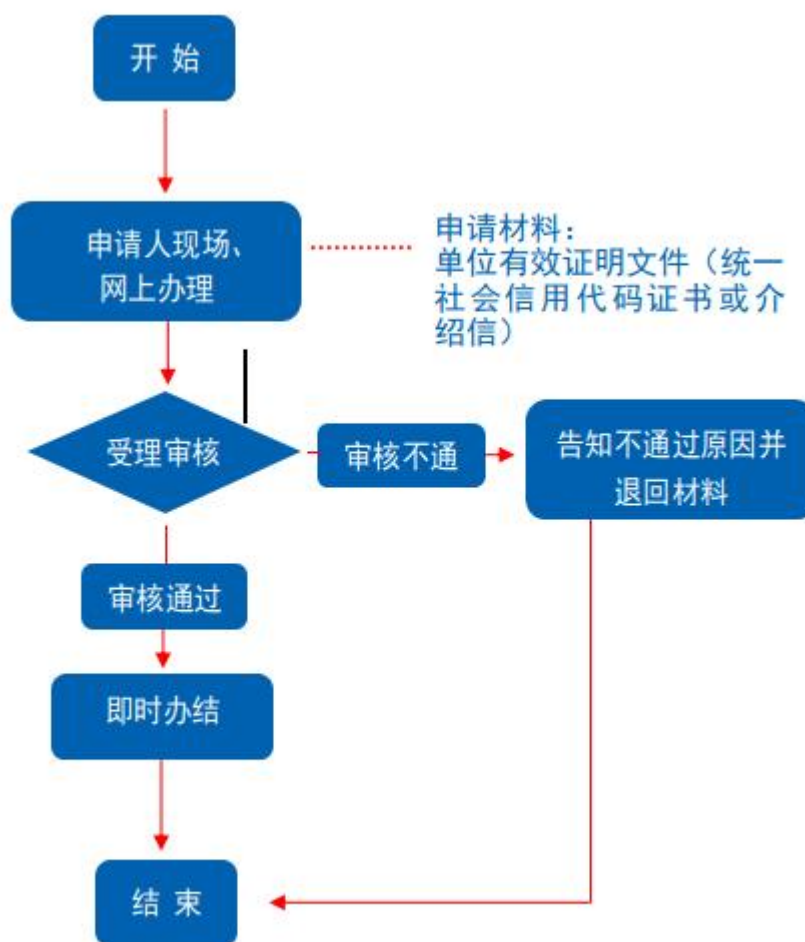 开 始
申请人现场、
网上办理
申请材料：
单位有效证明文件（统一
社会信用代码证书或介
绍信）
受理审核
审核不通
告知不通过原因并
退回材料
审核通过
即时办结
结 束